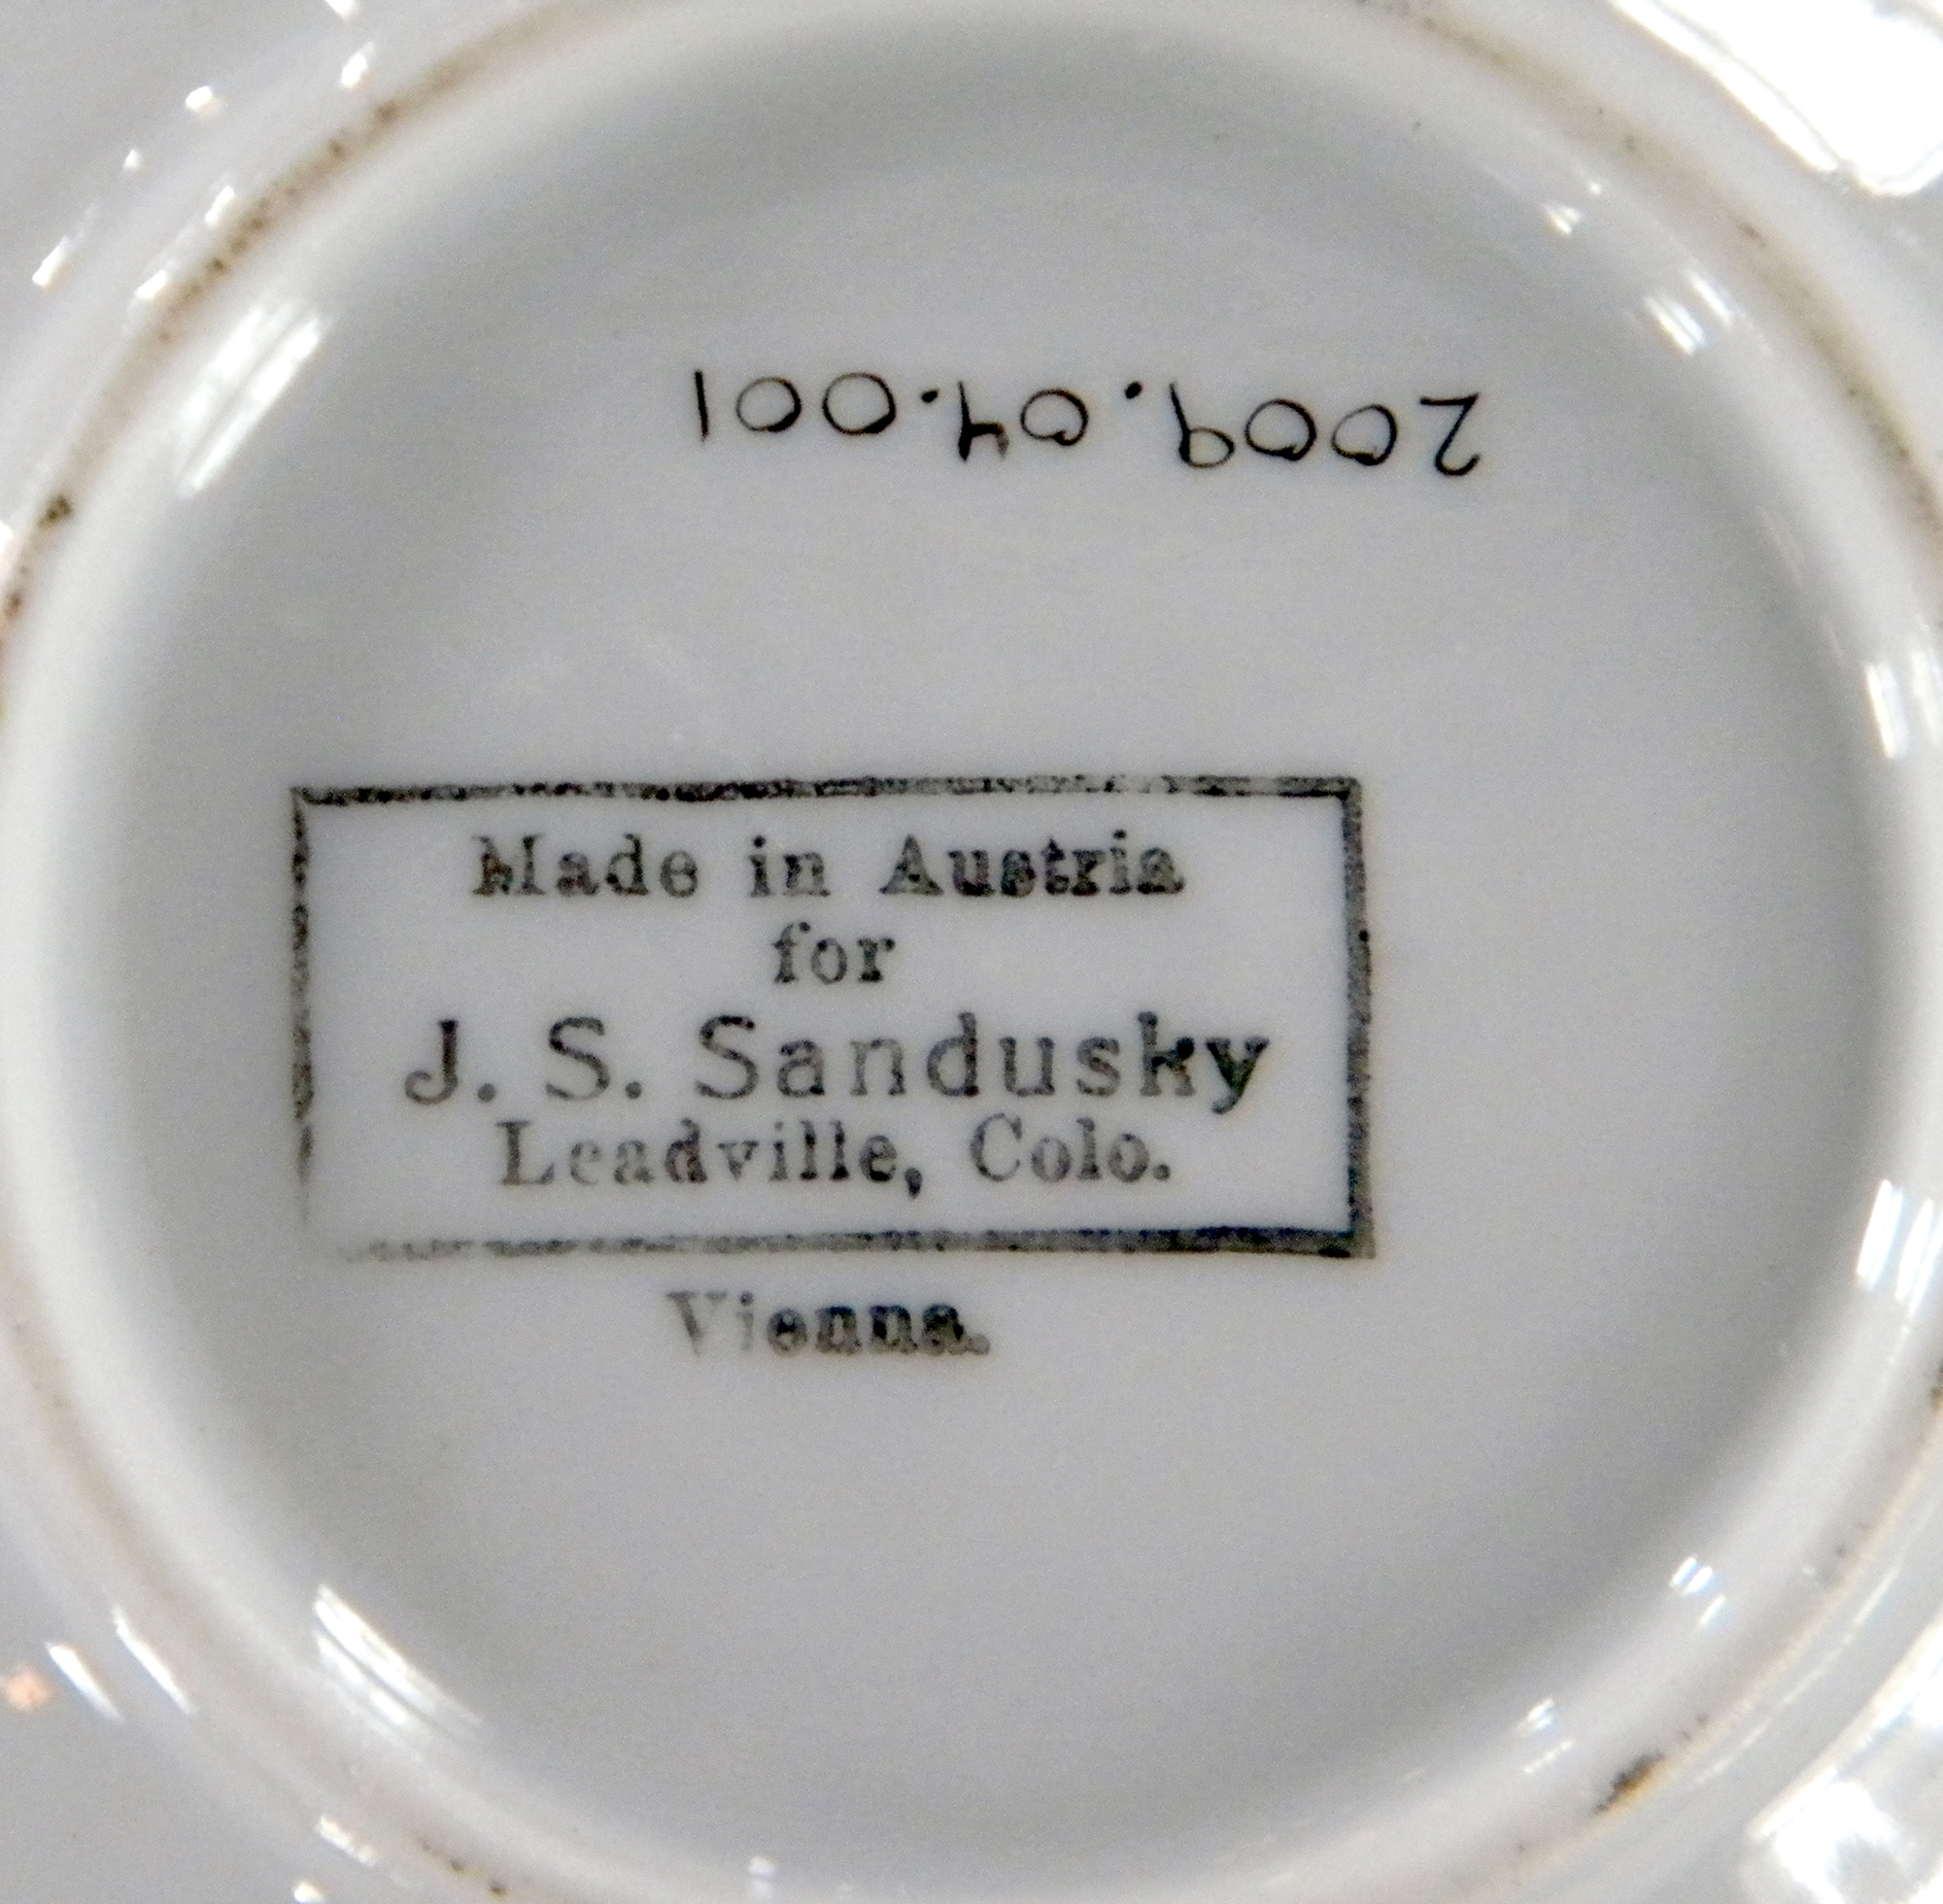 2009.04.001
Made in Austria
for
J. S. Sandusky
Leadville, Colo.
Vienna.